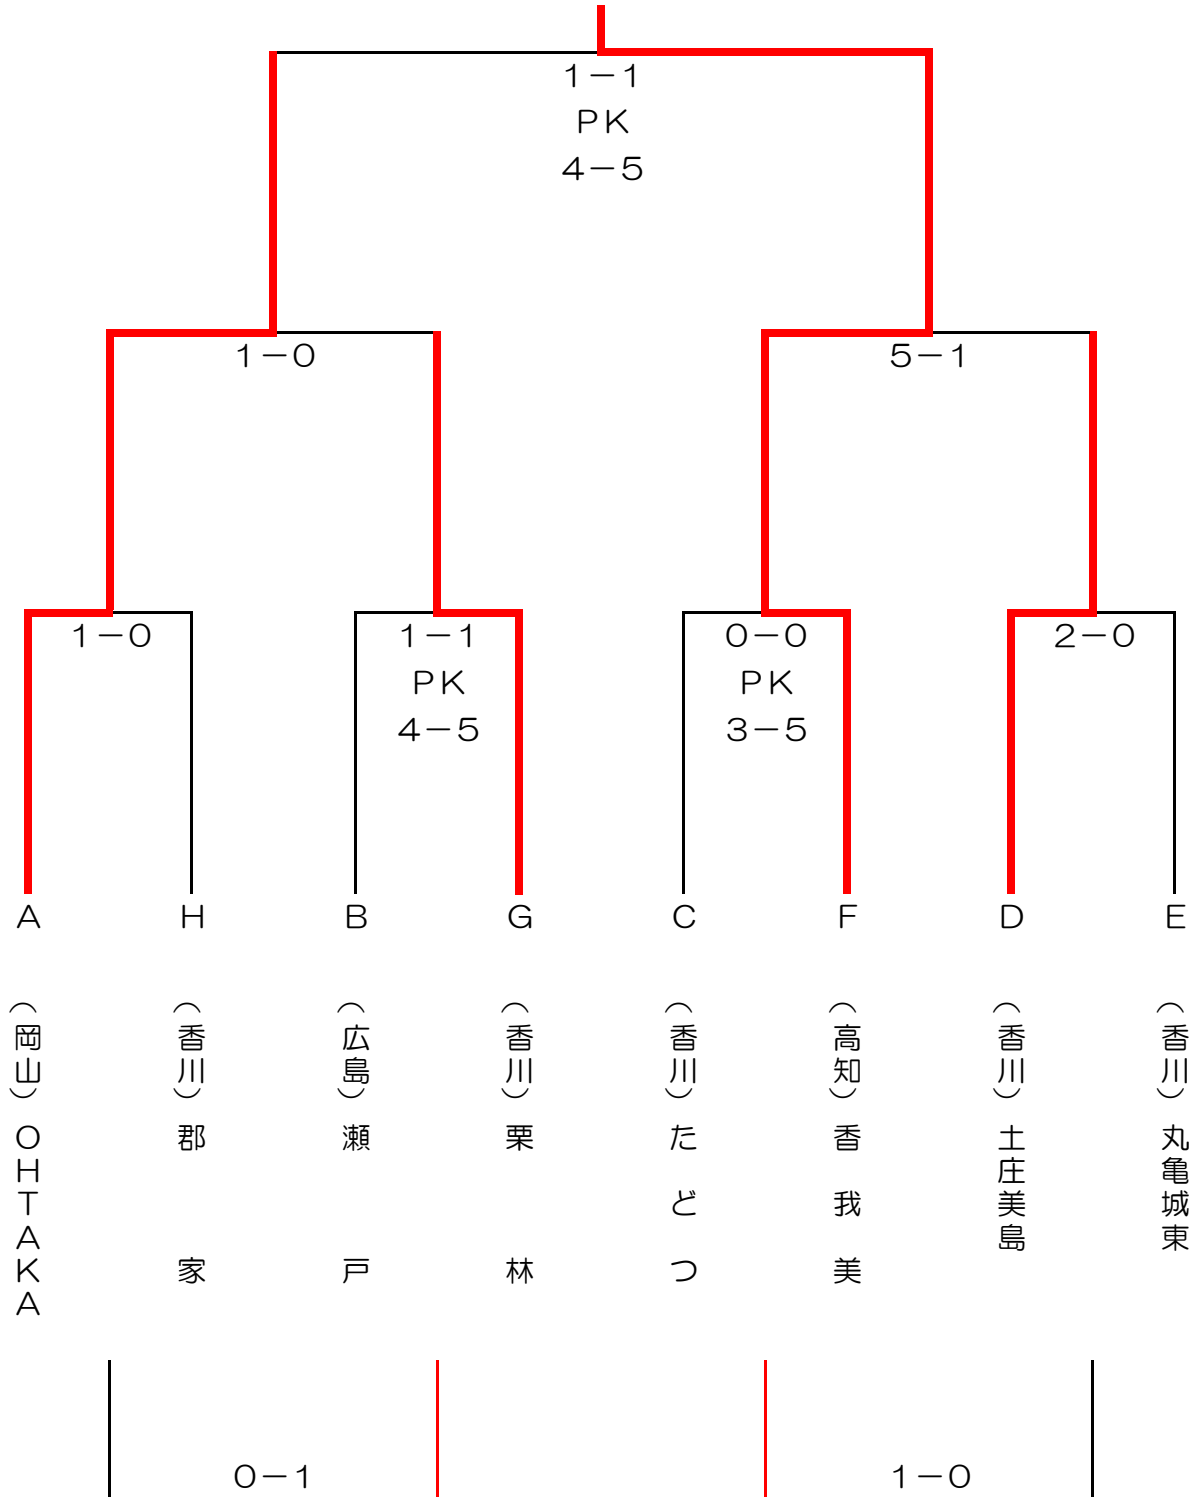 1－1
PK
4－5
1－0
5－1
1－0
1－1
PK
4－5
0－0
PK
3－5
2－0
A
H
B
G
C
F
D
E
（岡山）OHTAKA
（香川）郡家
（広島）瀬戸
（香川）栗林
（香川）たどつ
（高知）香我美
（香川）土庄美島
（香川）丸亀城東
0－1
1－0